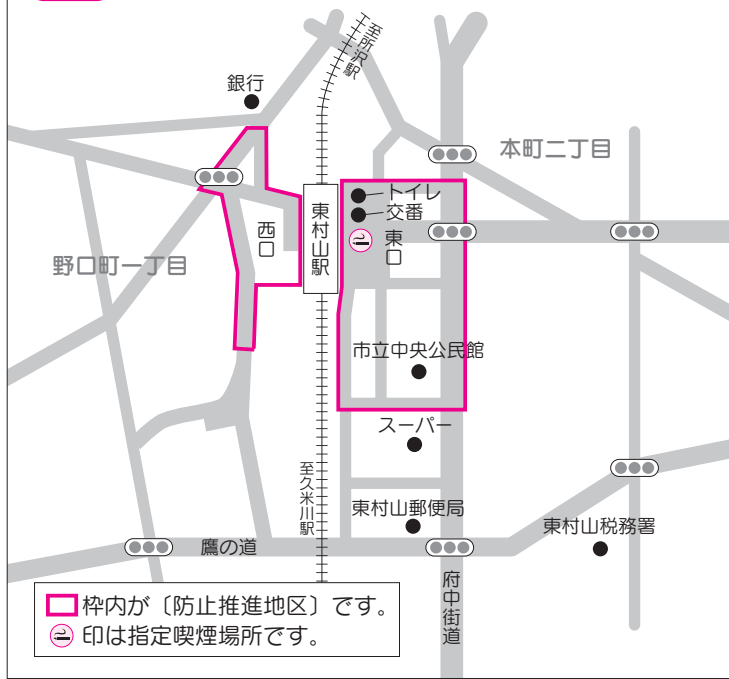 至所沢駅
銀行
本町二丁目
トイレ
交番
東口
東村山駅
西口
野口町一丁目
市立中央公民館
スーパー
至久米川駅
東村山郵便局
東村山税務署
鷹の道
府中街道
枠内が〔防止推進地区〕です。
印は指定喫煙場所です。